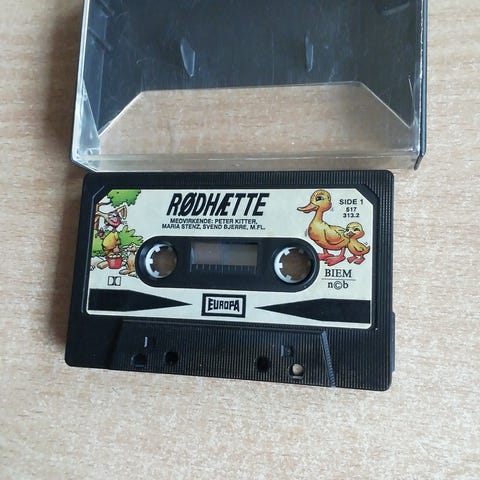 RØDHÆTTE
MEDVIRKENDE: PETER KITTER,
MARIA STENZ, SVEND BJERRE, M.FL.
SIDE 1
517
313.2
BIEM
n©b
EUROPA